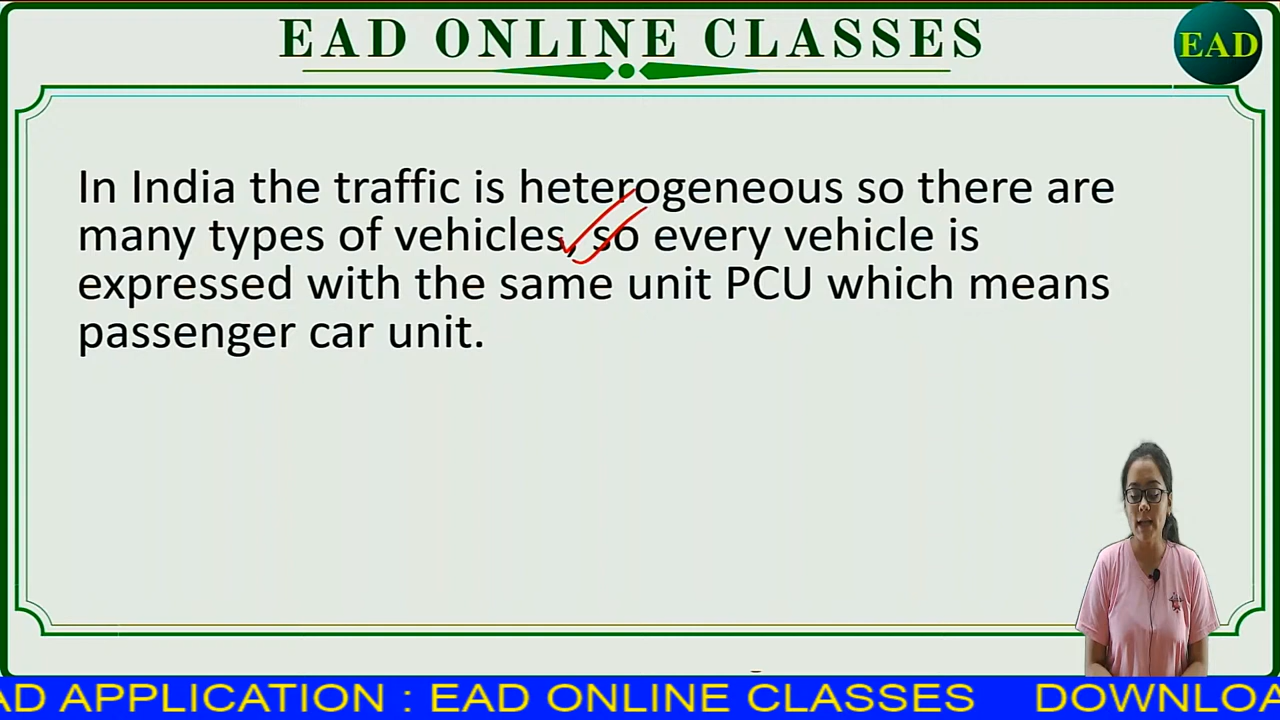 EAD ONLINE CLASSES
EAD
In India the traffic is heterogeneous so there are
many types of vehicles, so every vehicle is
expressed with the same unit PCU which means
passenger car unit.
AD APPLICATION : EAD ONLINE CLASSES DOWNLOA